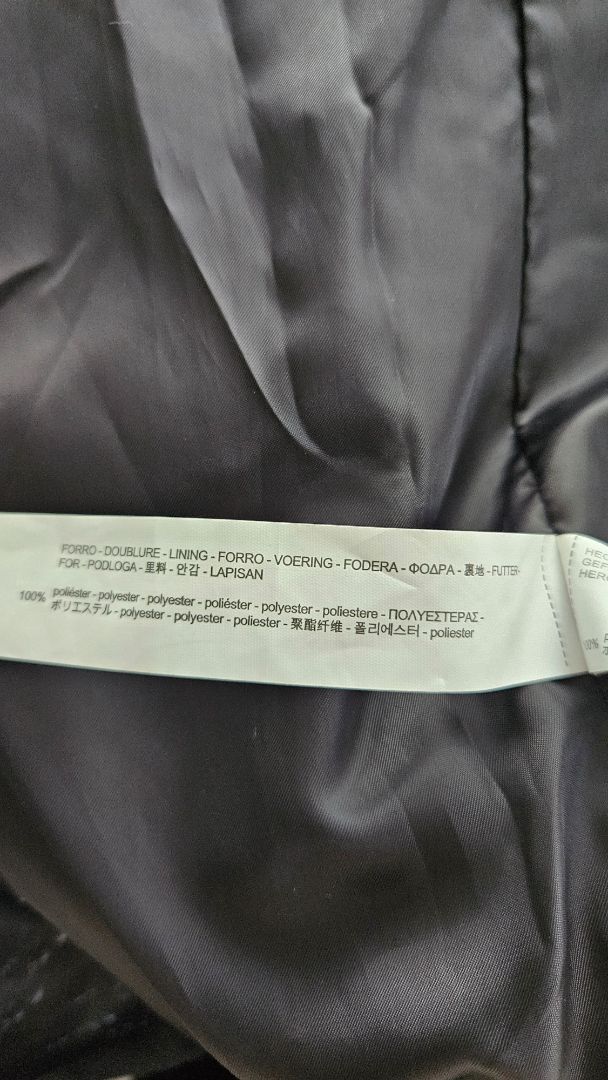 FORRO - DOUBLURE - LINING - FORRO - VOERING - FODERA - ΦΟΔΡΑ - 裏地 - FUTTER-
FOR - PODLOGA - 里料 - 안감 - LAPISAN
100% poliéster - polyester - polyester - poliéster - polyester - poliestere - ΠΟΛΥΕΣΤΕΡΑΣ -
ポリエステル - polyester - polyester - poliester - 聚酯纤维 - 폴리에스터 - poliester